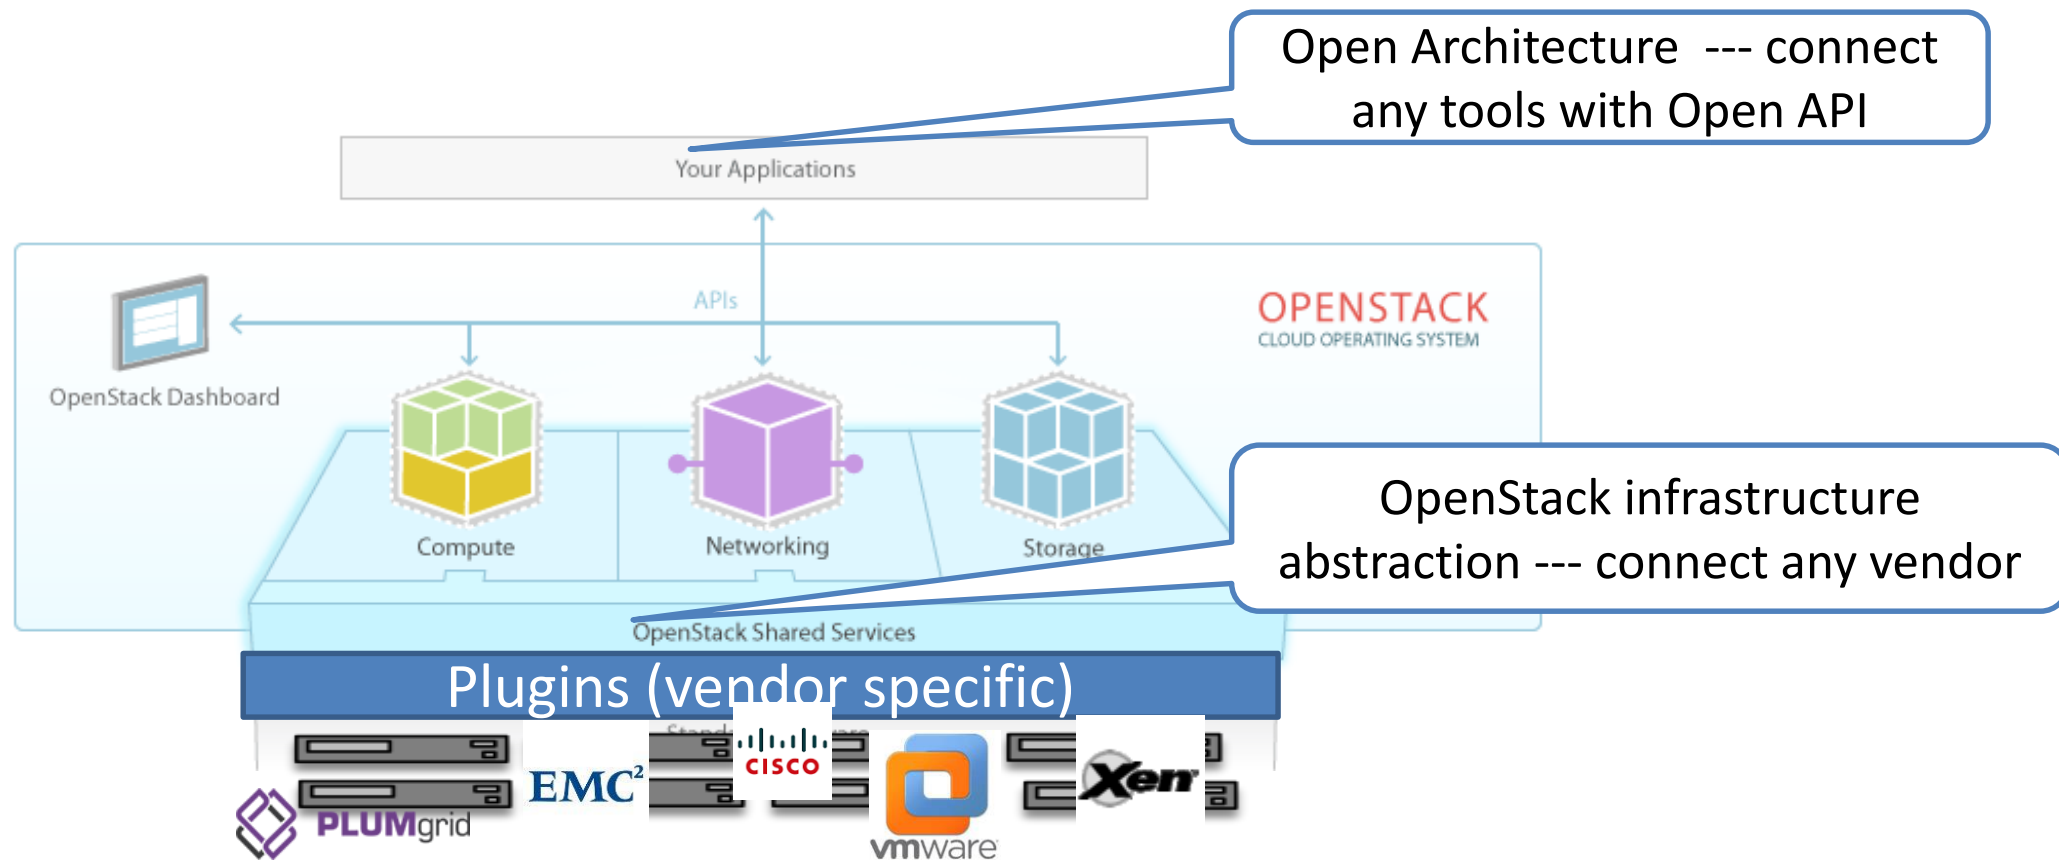 Open Architecture --- connect
any tools with Open API
Your Applications
APIs
OPENSTACK
CLOUD OPERATING SYSTEM
OpenStack Dashboard
Compute
Networking
Storage
OpenStack infrastructure
abstraction --- connect any vendor
OpenStack Shared Services
Plugins (vendor specific)
CISCO
EMC²
Xen
PLUMgrid
vmware